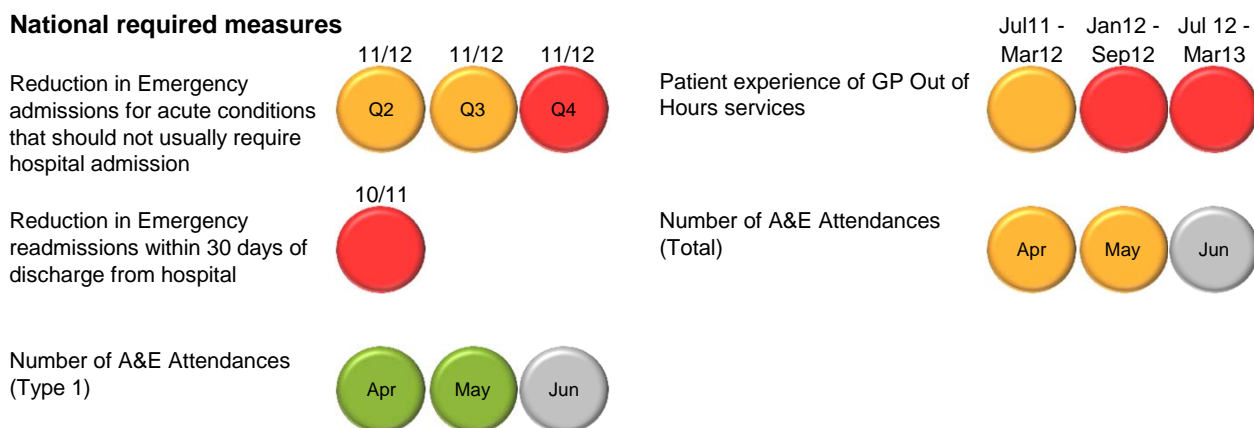 National required measures
11/12 11/12 11/12
Reduction in Emergency
admissions for acute conditions
that should not usually require
hospital admission
Q2 Q3 Q4
10/11
Reduction in Emergency
readmissions within 30 days of
discharge from hospital
Number of A&E Attendances
(Type 1)
Apr May Jun
Jul11 - Jan12 - Jul 12 -
Mar12 Sep12 Mar13
Patient experience of GP Out of
Hours services
Number of A&E Attendances
(Total)
Apr May Jun